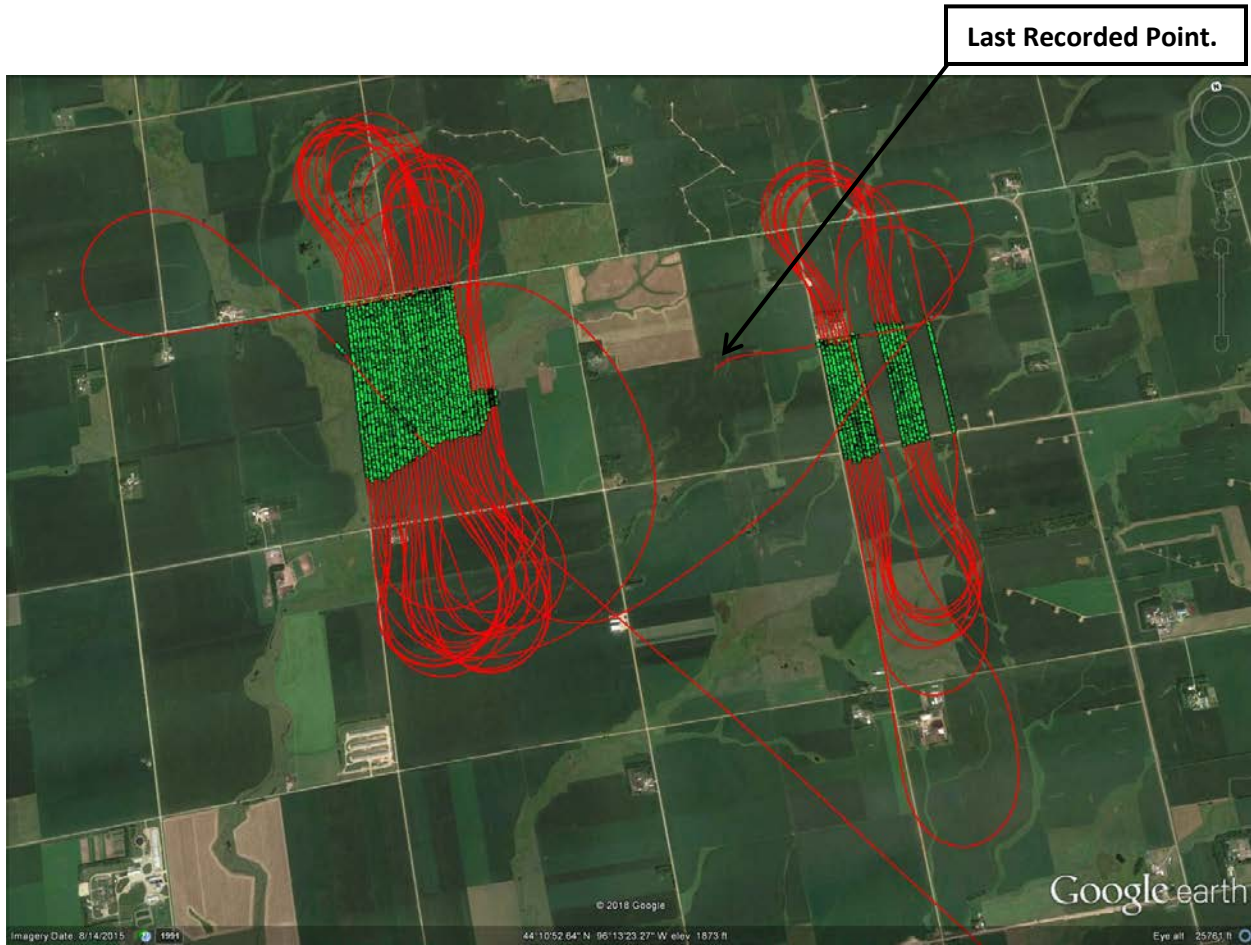 Last Recorded Point.
N
Google earth
© 2018 Google
Imagery Date: 8/14/2015 1991 44°10'52.64" N 96°13'23.27" W elev 1873 ft Eye alt 25761 ft